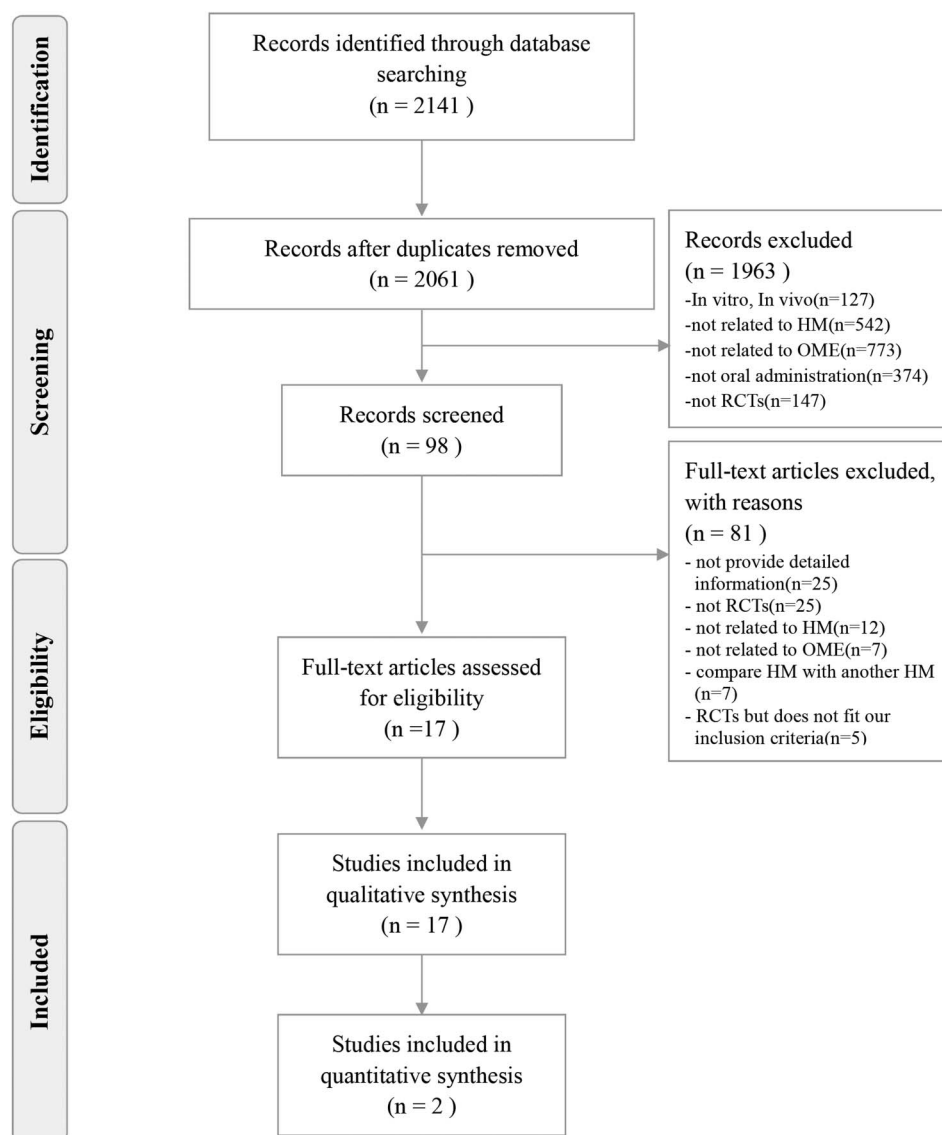 Identification
Records identified through database
searching
(n = 2141 )
Screening
Records after duplicates removed
(n = 2061 )
Records excluded
(n = 1963 )
-In vitro, In vivo(n=127)
-not related to HM(n=542)
-not related to OME(n=773)
-not oral administration(n=374)
-not RCTs(n=147)
Records screened
(n = 98 )
Full-text articles excluded,
with reasons
(n = 81 )
- not provide detailed
information(n=25)
- not RCTs(n=25)
- not related to HM(n=12)
- not related to OME(n=7)
- compare HM with another HM
(n=7)
- RCTs but does not fit our
inclusion criteria(n=5)
Eligibility
Full-text articles assessed
for eligibility
(n =17 )
Included
Studies included in
qualitative synthesis
(n = 17 )
Studies included in
quantitative synthesis
(n = 2 )